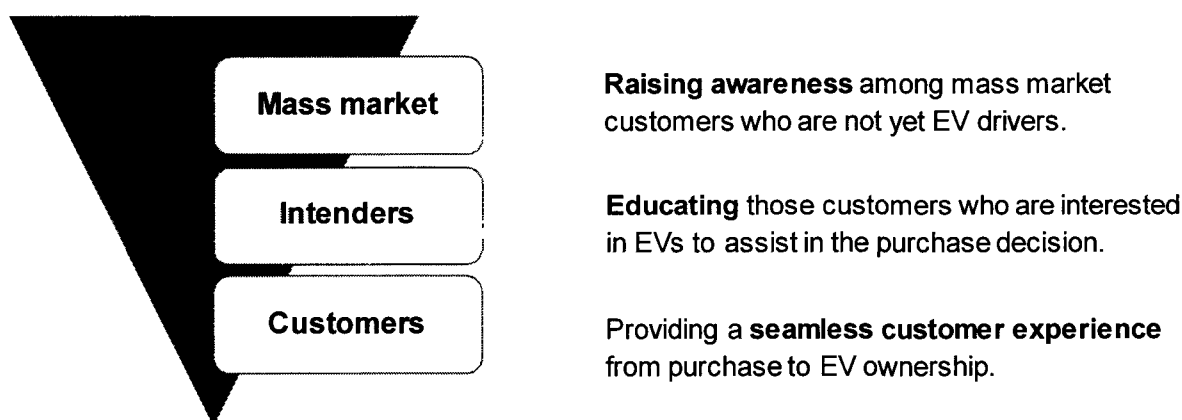 Mass market
Raising awareness among mass market
customers who are not yet EV drivers.
Intenders
Educating those customers who are interested
in EVs to assist in the purchase decision.
Customers
Providing a seamless customer experience
from purchase to EV ownership.